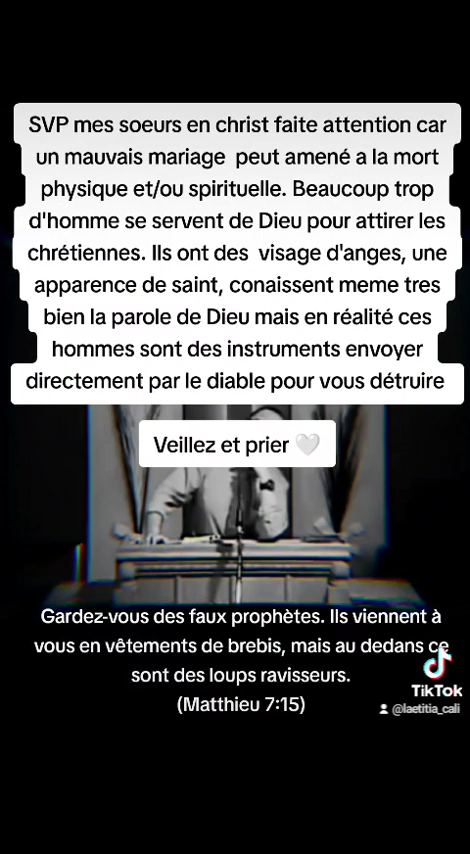 SVP mes soeurs en christ faite attention car
un mauvais mariage peut amené a la mort
physique et/ou spirituelle. Beaucoup trop
d'homme se servent de Dieu pour attirer les
chrétiennes. Ils ont des visage d'anges, une
apparence de saint, conaissent meme tres
bien la parole de Dieu mais en réalité ces
hommes sont des instruments envoyer
directement par le diable pour vous détruire
Veillez et prier 🤍
Gardez-vous des faux prophètes. Ils viennent à
vous en vêtements de brebis, mais au dedans ce
sont des loups ravisseurs.
(Matthieu 7:15)
TikTok
@laetitia_cali